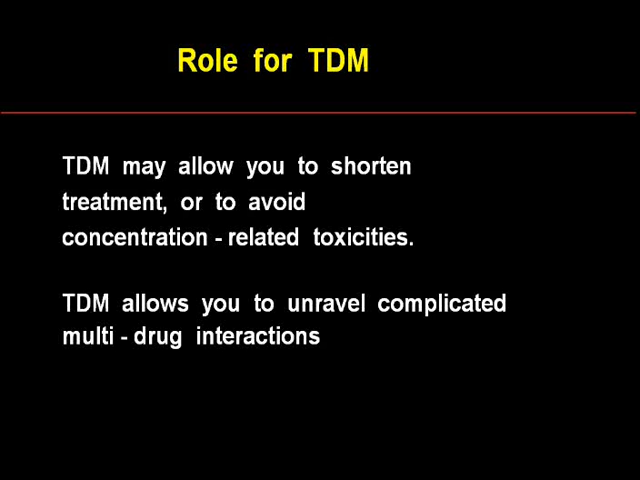 Role for TDM
TDM may allow you to shorten
treatment, or to avoid
concentration - related toxicities.
TDM allows you to unravel complicated
multi - drug interactions